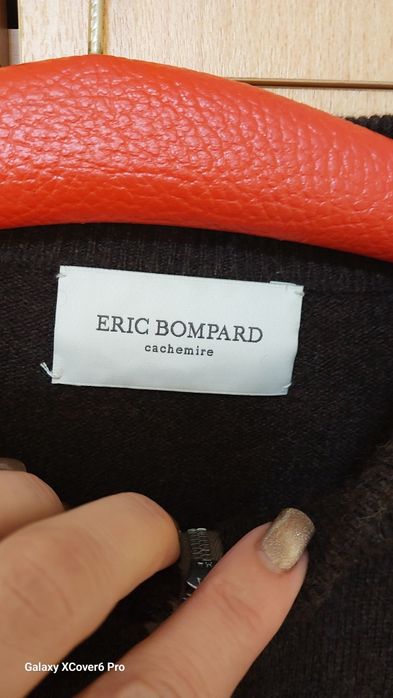 ERIC BOMPARD
cachemire
Galaxy XCover6 Pro